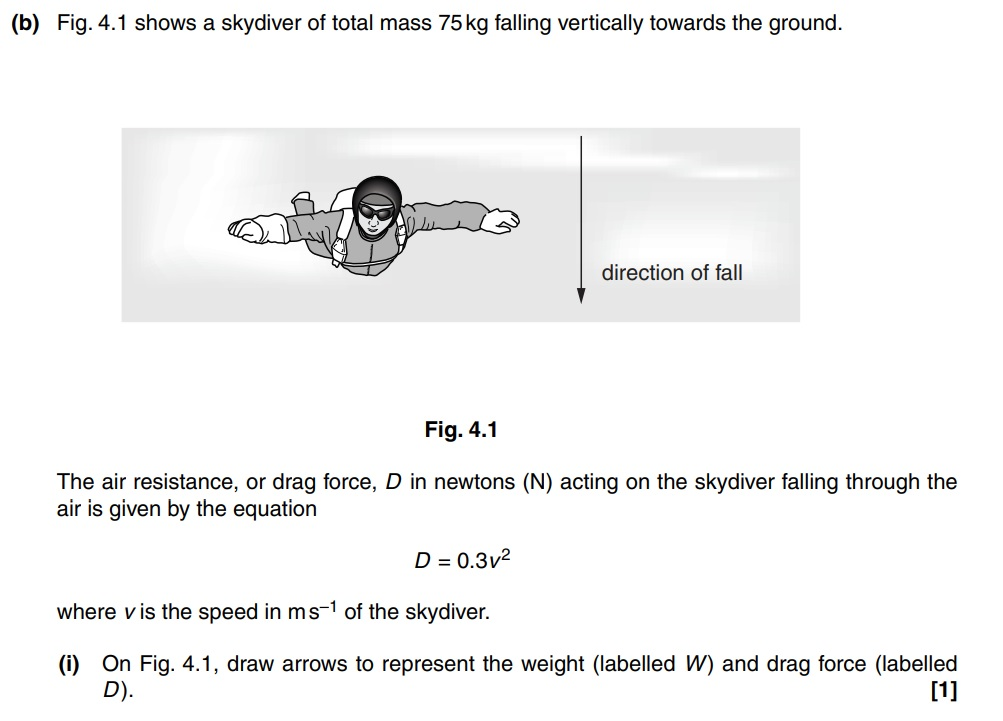 (b) Fig. 4.1 shows a skydiver of total mass 75 kg falling vertically towards the ground.
direction of fall
Fig. 4.1
The air resistance, or drag force, D in newtons (N) acting on the skydiver falling through the
air is given by the equation
D = 0.3v²
where v is the speed in m s⁻¹ of the skydiver.
(i) On Fig. 4.1, draw arrows to represent the weight (labelled W) and drag force (labelled
D). [1]